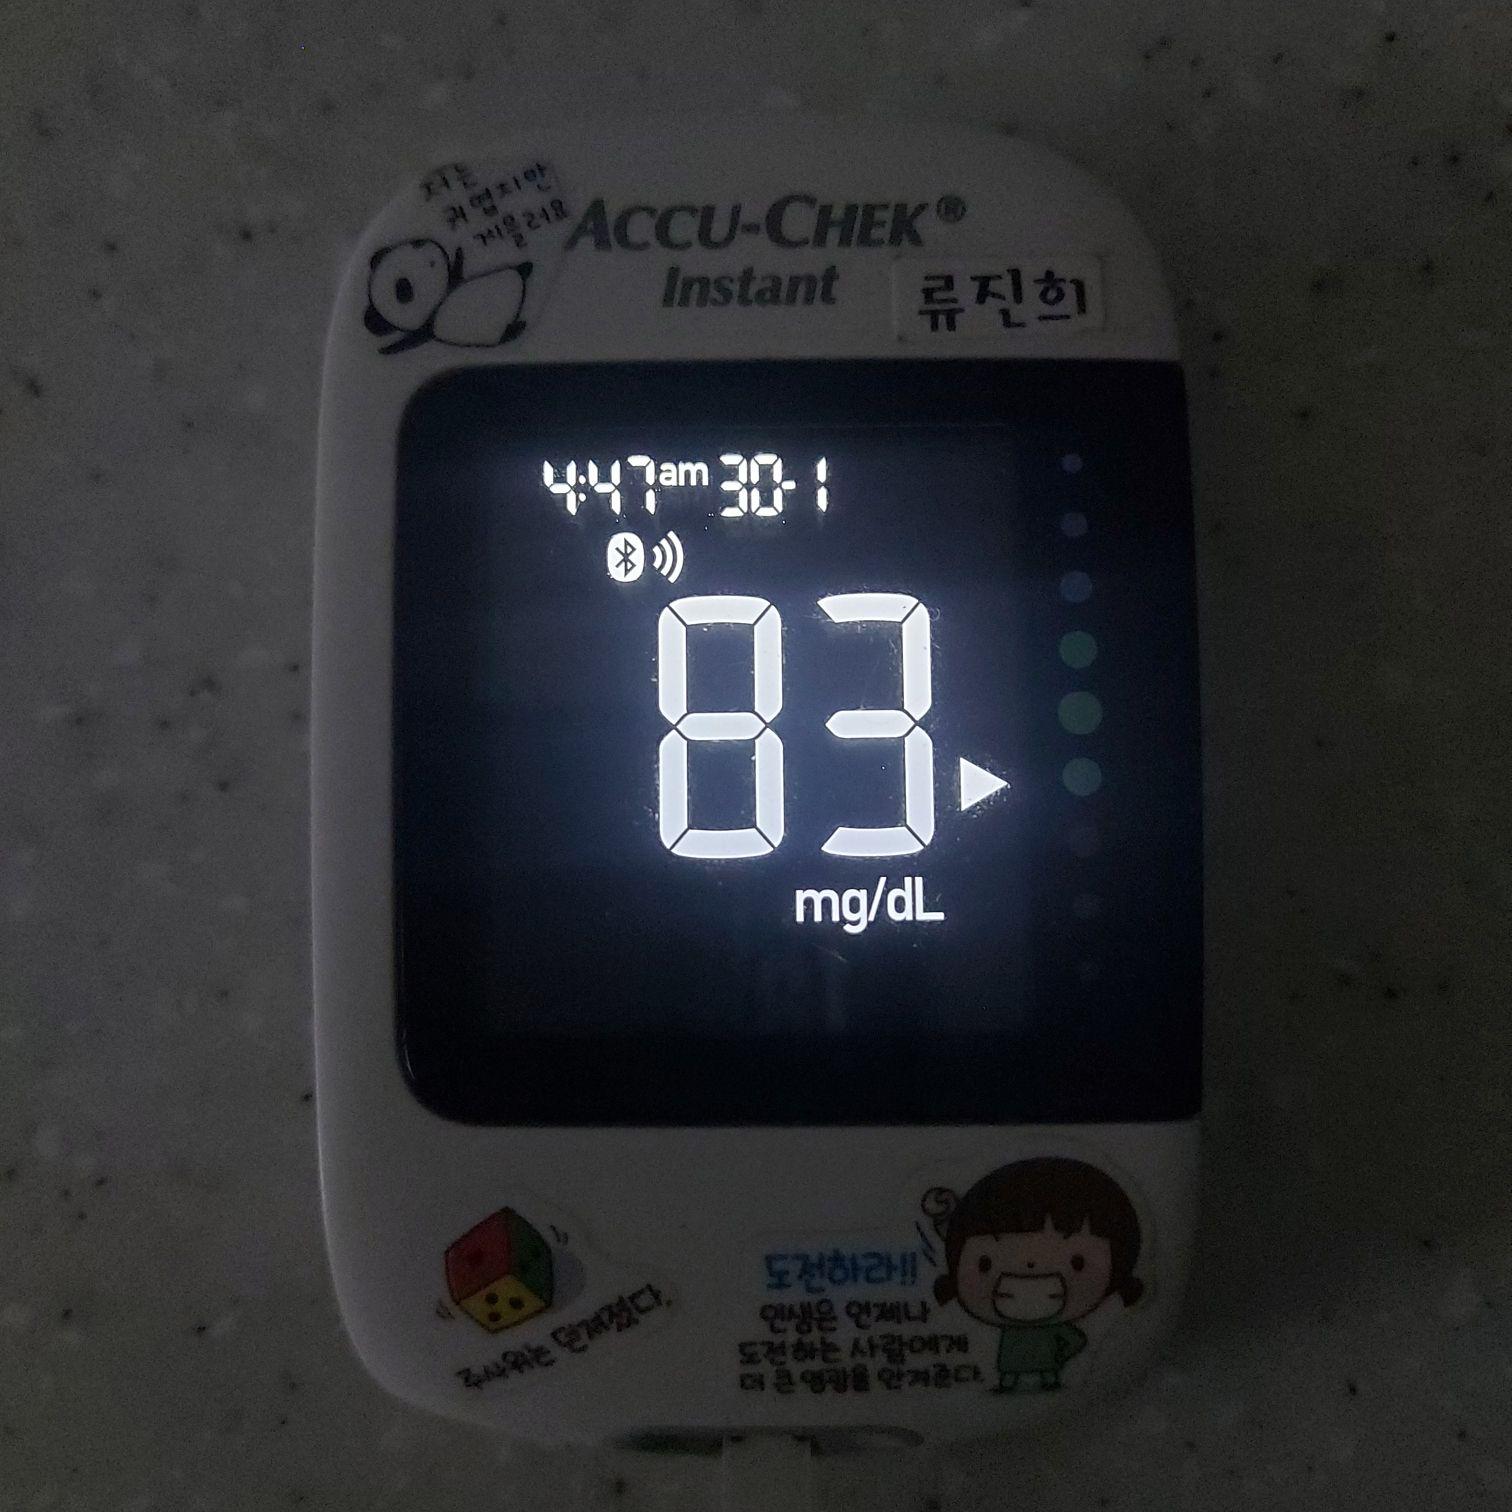 저는
귀엽지만
게을러요
ACCU-CHEK®
Instant
류진희
4:47am 30-1
83
mg/dL
주사위는 던져졌다.
도전하라!!
인생은 언제나
도전하는 사람에게
더 큰 영광을 안겨준다.